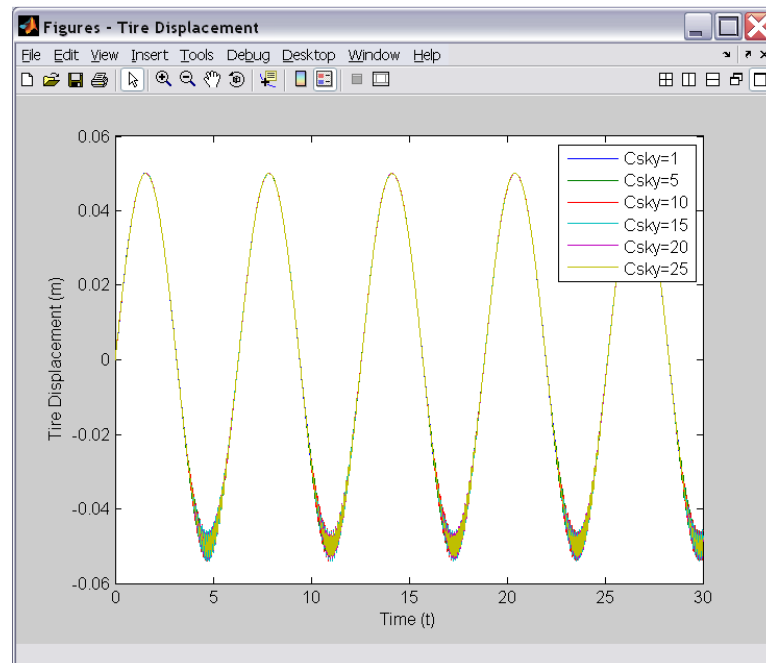 Figures - Tire Displacement
File Edit View Insert Tools Debug Desktop Window Help
0.06
0.04
0.02
0
-0.02
-0.04
-0.06
Tire Displacement (m)
Csky=1
Csky=5
Csky=10
Csky=15
Csky=20
Csky=25
0 5 10 15 20 25 30
Time (t)